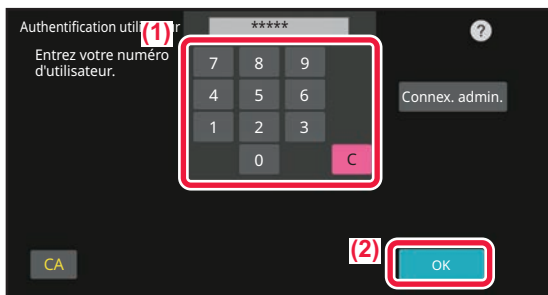 Authentification utilisateur
*****
(1)
?
Entrez votre numéro
d'utilisateur.
7 8 9
4 5 6
Connex. admin.
1 2 3
0 C
(2)
CA
OK